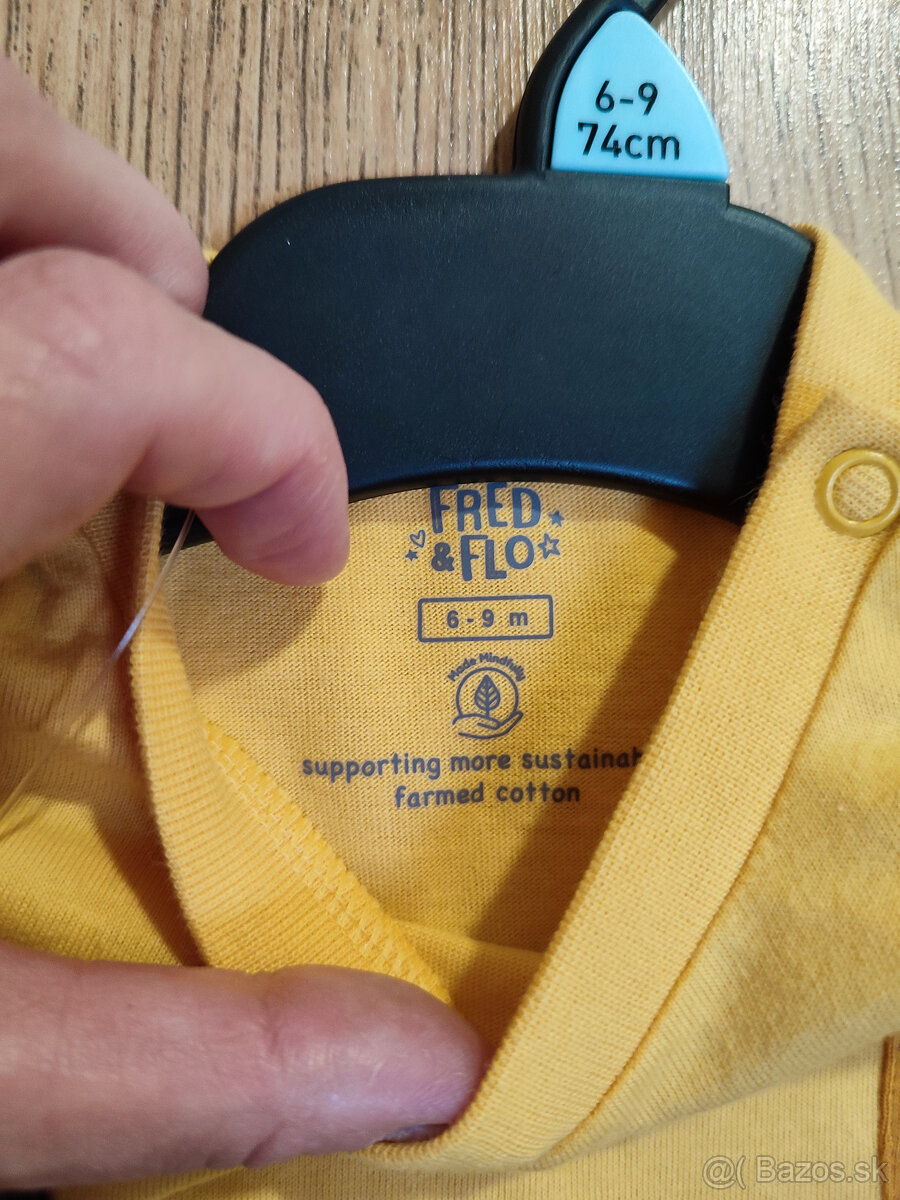 6-9
74cm
FRED
&FLO
6-9 m
Made Mindfully
supporting more sustainab
farmed cotton
@( Bazos.sk